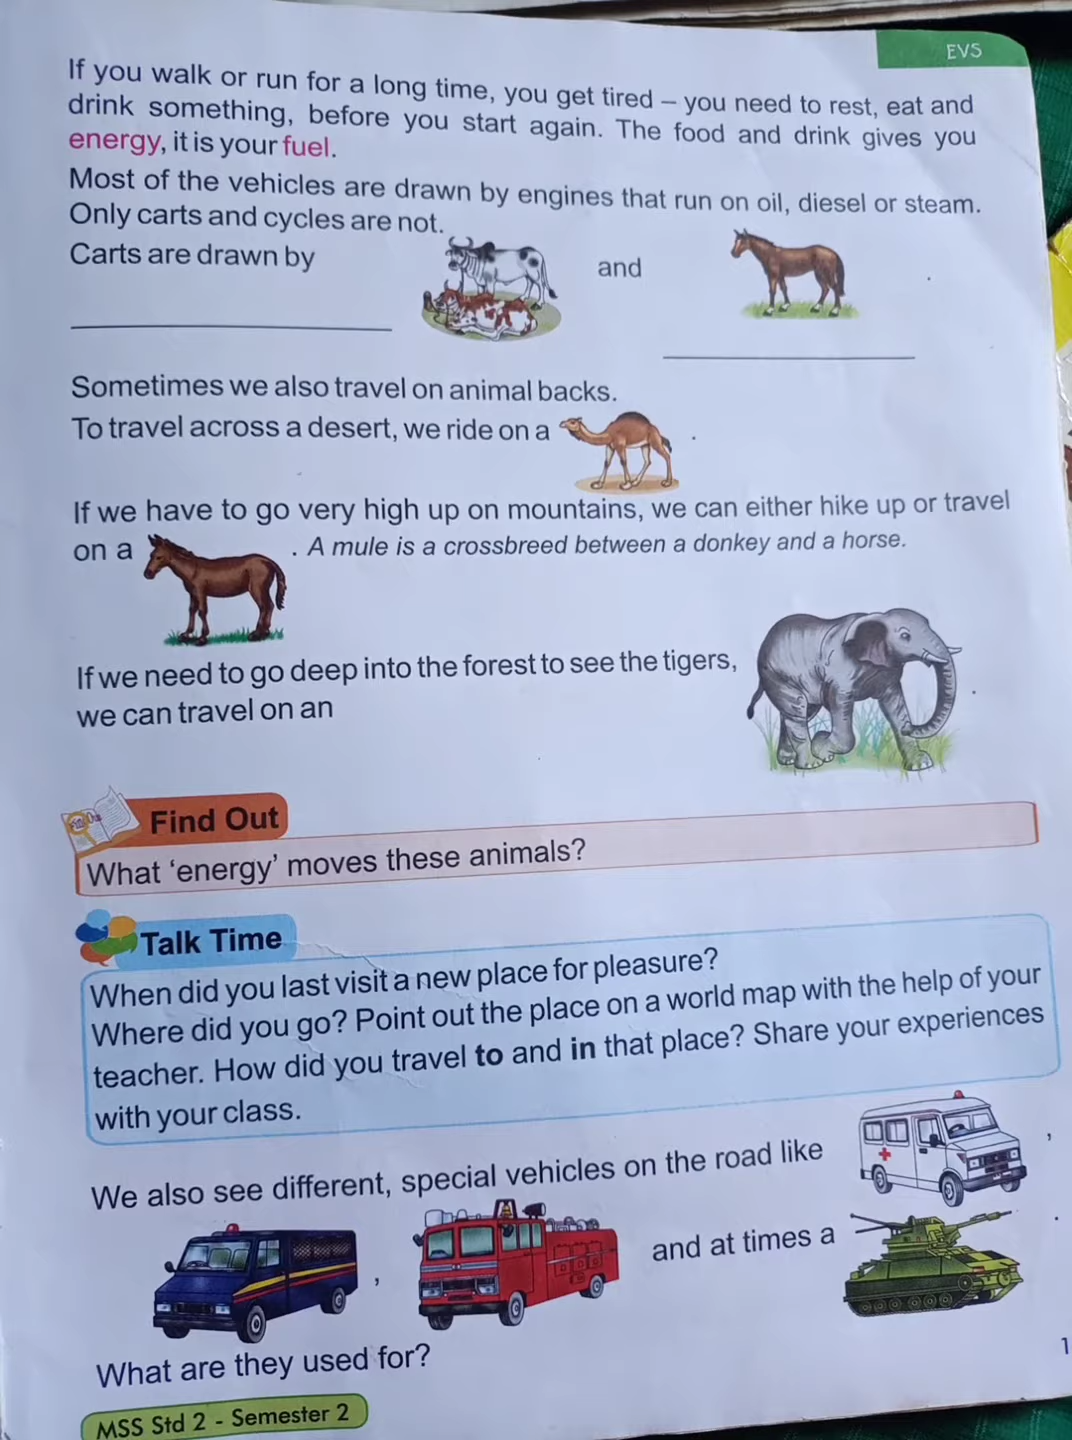 EVS
If you walk or run for a long time, you get tired – you need to rest, eat and
drink something, before you start again. The food and drink gives you
energy, it is your fuel.
Most of the vehicles are drawn by engines that run on oil, diesel or steam.
Only carts and cycles are not.
Carts are drawn by and .
Sometimes we also travel on animal backs.
To travel across a desert, we ride on a .
If we have to go very high up on mountains, we can either hike up or travel
on a . A mule is a crossbreed between a donkey and a horse.
If we need to go deep into the forest to see the tigers,
we can travel on an .
Find Out
What ‘energy’ moves these animals?
Talk Time
When did you last visit a new place for pleasure?
Where did you go? Point out the place on a world map with the help of your
teacher. How did you travel to and in that place? Share your experiences
with your class.
We also see different, special vehicles on the road like ,
, and at times a .
What are they used for?
1
MSS Std 2 - Semester 2